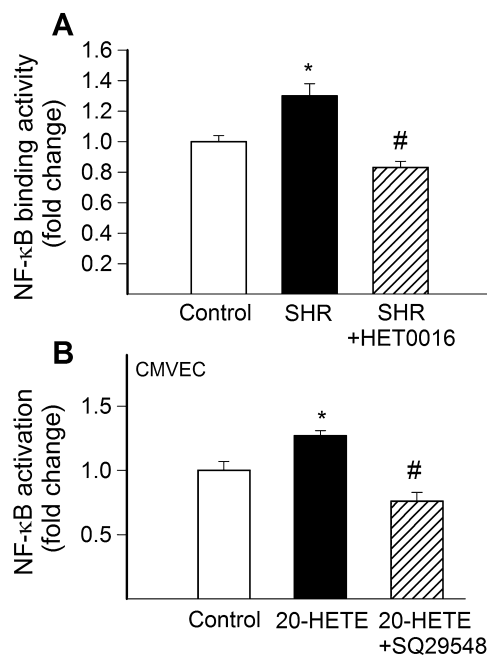 A
NF-κB binding activity
(fold change)
1.6
1.4
1.2
1.0
0.8
0.6
0.4
0.2
*
#
Control
SHR
SHR
+HET0016
B
CMVEC
NF-κB activation
(fold change)
1.5
1.0
0.5
*
#
Control
20-HETE
20-HETE
+SQ29548